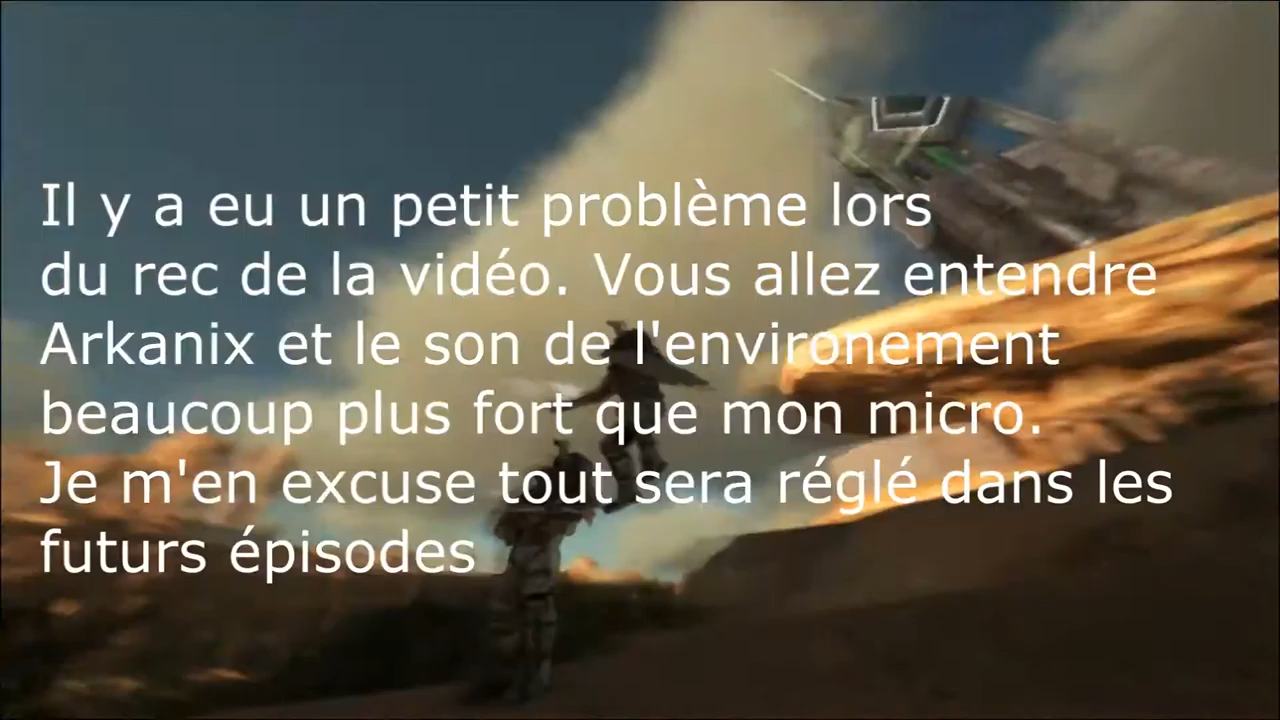 Il y a eu un petit problème lors
du rec de la vidéo. Vous allez entendre
Arkanix et le son de l'environement
beaucoup plus fort que mon micro.
Je m'en excuse tout sera réglé dans les
futurs épisodes